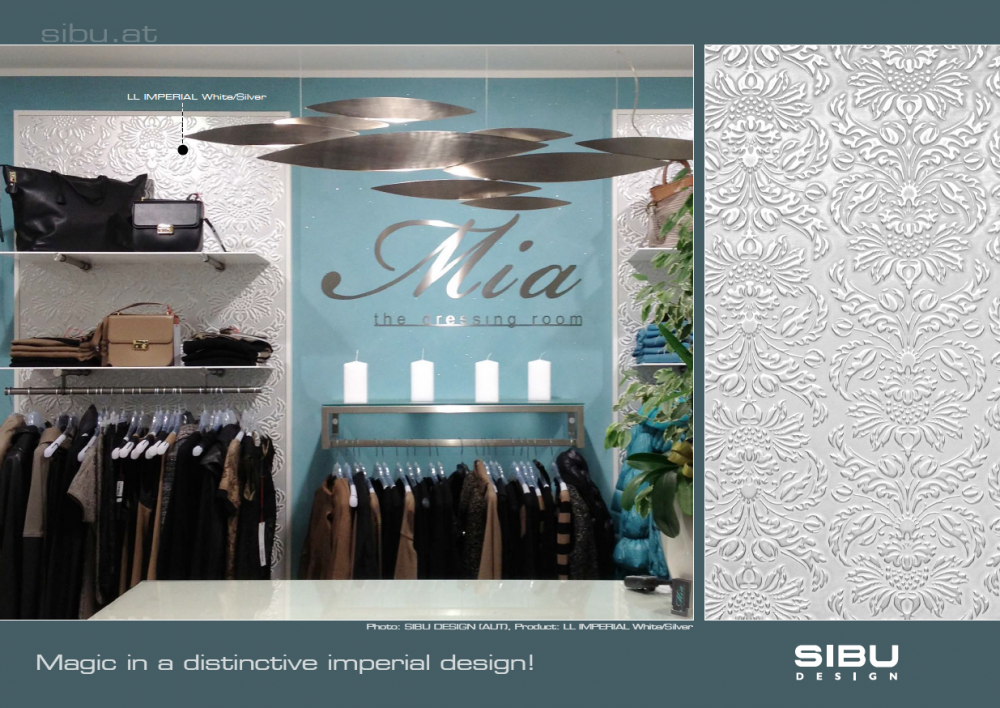 sibu.at
LL IMPERIAL White/Silver
Mia
the dressing room
Photo: SIBU DESIGN (AUT), Product: LL IMPERIAL White/Silver
Magic in a distinctive imperial design!
SIBU
DESIGN